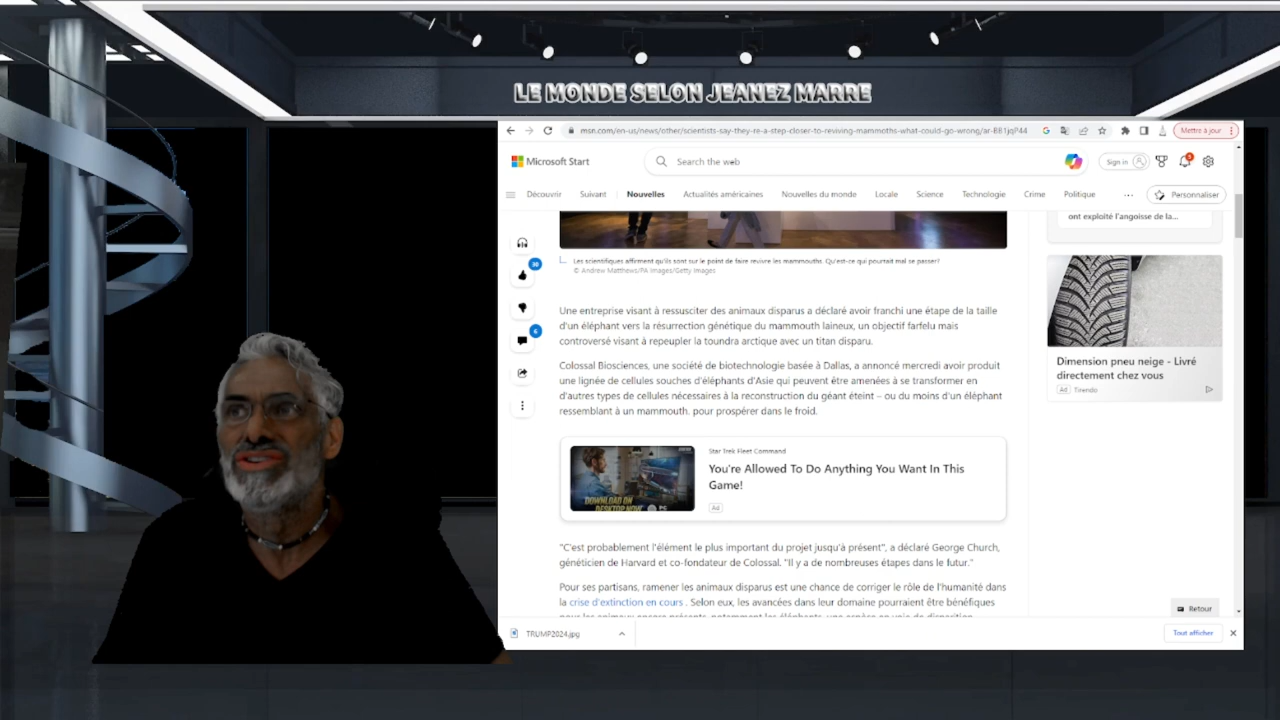 LE MONDE SELON JEANEZ MARRE
msn.com/en-us/news/other/scientists-say-they-re-a-step-closer-to-reviving-mammoths-what-could-go-wrong/ar-BB1jqP44
Mettre à jour
Microsoft Start
Search the web
Sign in
Découvrir Suivant Nouvelles Actualités américaines Nouvelles du monde Locale Science Technologie Crime Politique ... Personnaliser
ont exploité l'angoisse de la...
Les scientifiques affirment qu'ils sont sur le point de faire revivre les mammouths. Qu'est-ce qui pourrait mal se passer?
© Andrew Matthews/PA Images/Getty Images
30
Une entreprise visant à ressusciter des animaux disparus a déclaré avoir franchi une étape de la taille
d'un éléphant vers la résurrection génétique du mammouth laineux, un objectif farfelu mais
controversé visant à repeupler la toundra arctique avec un titan disparu.
6
Colossal Biosciences, une société de biotechnologie basée à Dallas, a annoncé mercredi avoir produit
une lignée de cellules souches d'éléphants d'Asie qui peuvent être amenées à se transformer en
d'autres types de cellules nécessaires à la reconstruction du géant éteint – ou du moins d'un éléphant
ressemblant à un mammouth. pour prospérer dans le froid.
Dimension pneu neige - Livré
directement chez vous
Ad Tirendo
Star Trek Fleet Command
You're Allowed To Do Anything You Want In This
Game!
Ad
DOWNLOAD ON
DESKTOP NOW PC
"C'est probablement l'élément le plus important du projet jusqu'à présent", a déclaré George Church,
généticien de Harvard et co-fondateur de Colossal. "Il y a de nombreuses étapes dans le futur."
Pour ses partisans, ramener les animaux disparus est une chance de corriger le rôle de l'humanité dans
la crise d'extinction en cours . Selon eux, les avancées dans leur domaine pourraient être bénéfiques
Retour
TRUMP2024.jpg
Tout afficher